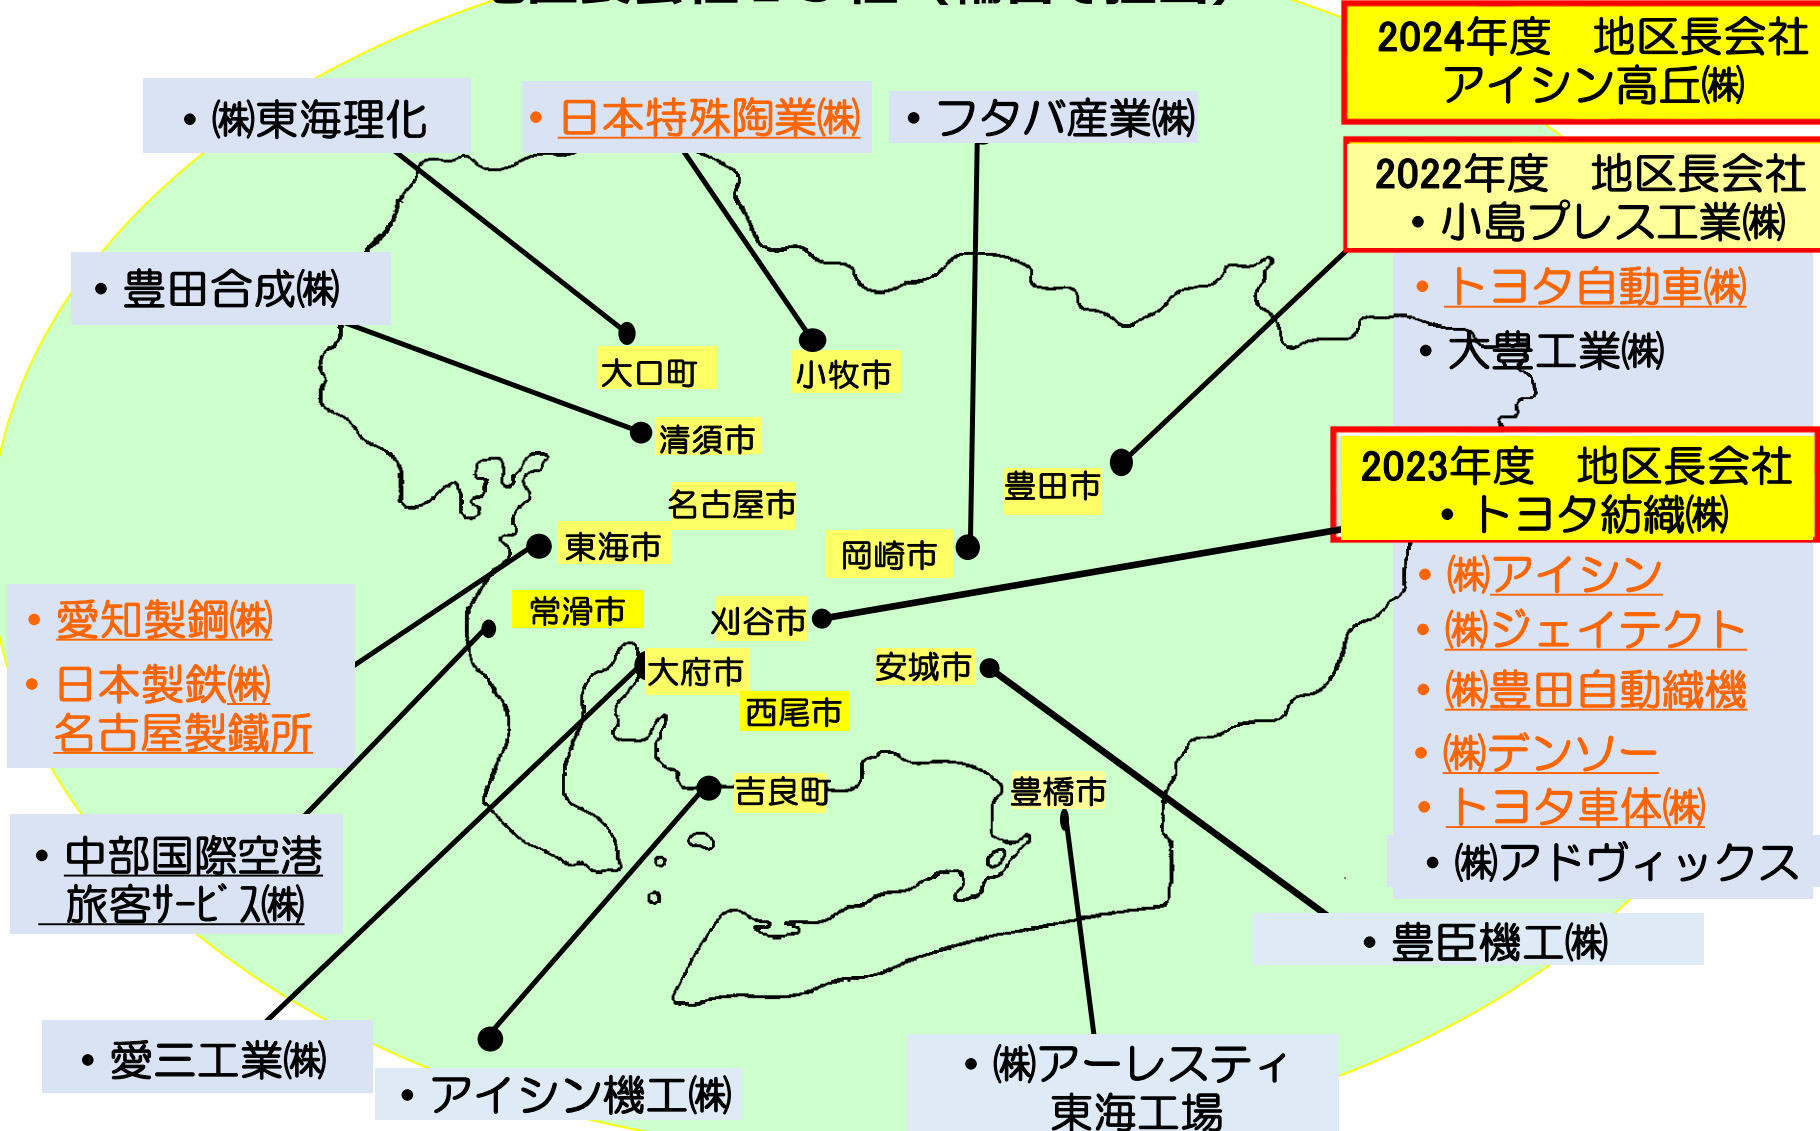 2024年度　地区長会社
アイシン高丘㈱
・㈱東海理化
・日本特殊陶業㈱
・フタバ産業㈱
2022年度　地区長会社
・小島プレス工業㈱
・豊田合成㈱
・トヨタ自動車㈱
・大豊工業㈱
大口町
小牧市
清須市
2023年度　地区長会社
・トヨタ紡織㈱
豊田市
名古屋市
東海市
岡崎市
・㈱アイシン
・愛知製鋼㈱
常滑市
刈谷市
・㈱ジェイテクト
大府市
安城市
・日本製鉄㈱
名古屋製鐵所
・㈱豊田自動織機
西尾市
・㈱デンソー
吉良町
豊橋市
・トヨタ車体㈱
・中部国際空港
旅客ｻｰﾋﾞｽ㈱
・㈱アドヴィックス
・豊臣機工㈱
・愛三工業㈱
・アイシン機工㈱
・㈱アーレスティ
東海工場